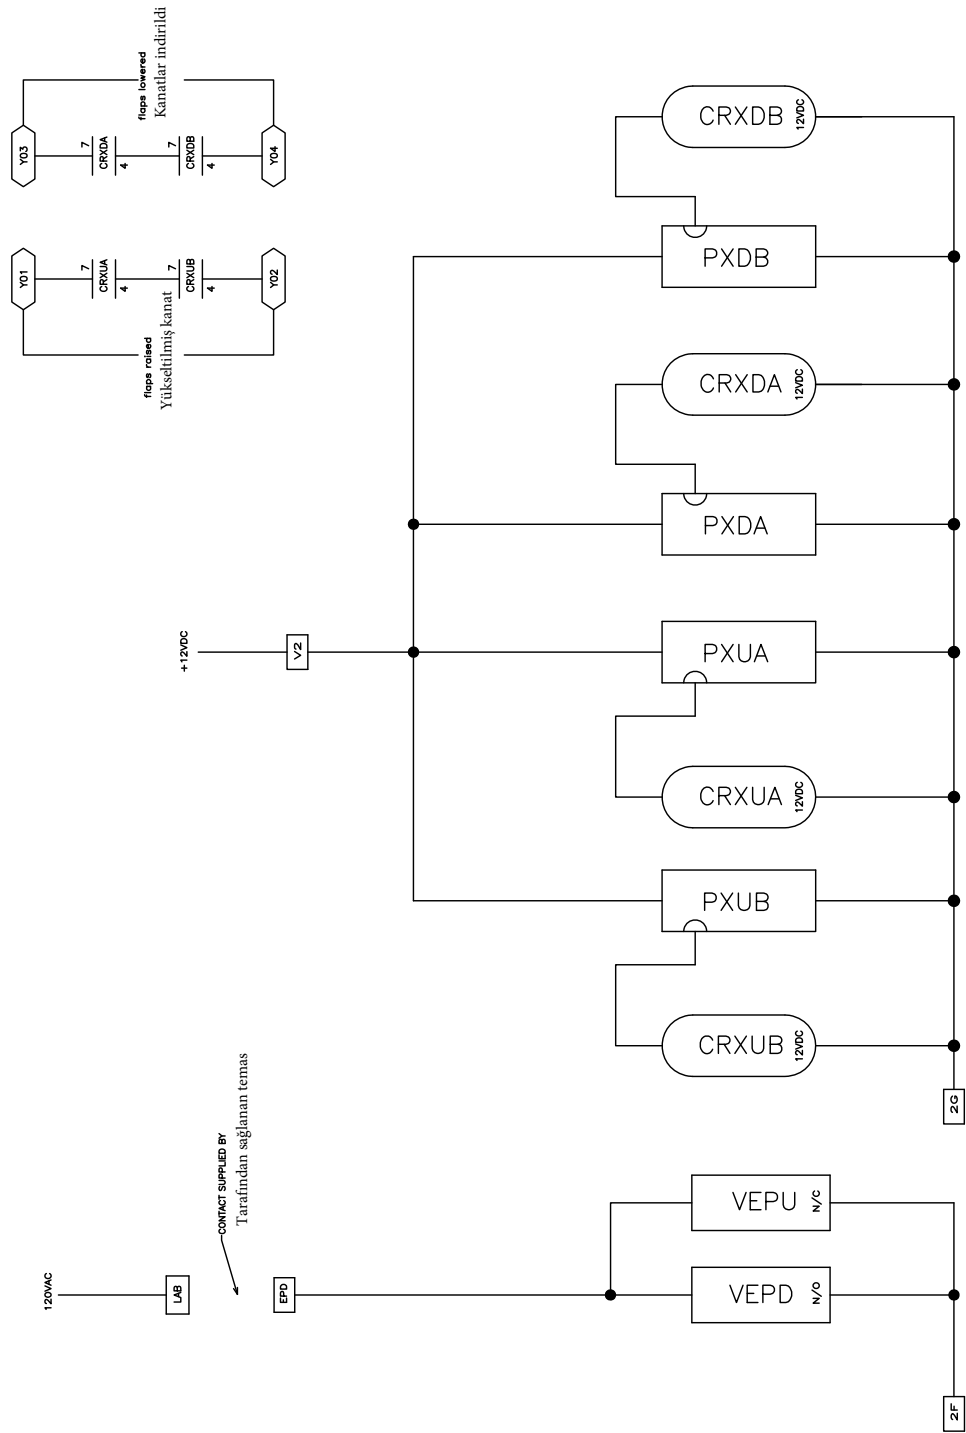 flaps lowered
Kanatlar indirildi
Y03
7
CRXDA
4
7
CRXDB
4
Y04
Y01
7
CRXUA
4
7
CRXUB
4
Y02
flaps raised
Yükseltilmiş kanat
+12VDC
V2
CRXDB
12VDC
PXDB
CRXDA
12VDC
PXDA
PXUA
CRXUA
12VDC
PXUB
CRXUB
12VDC
2G
120VAC
LAB
CONTACT SUPPLIED BY
Tarafından sağlanan temas
EPD
VEPU
N/C
VEPD
N/O
2F